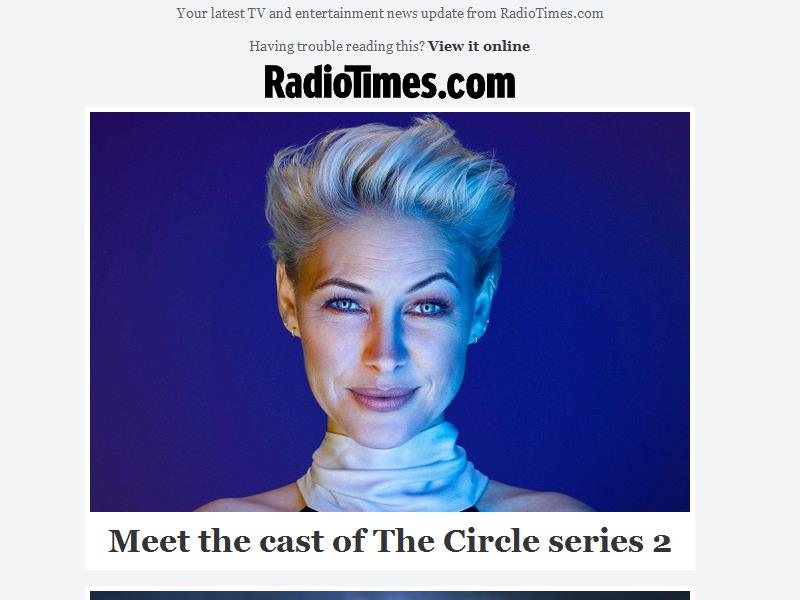 Your latest TV and entertainment news update from RadioTimes.com
Having trouble reading this? View it online
RadioTimes.com
Meet the cast of The Circle series 2